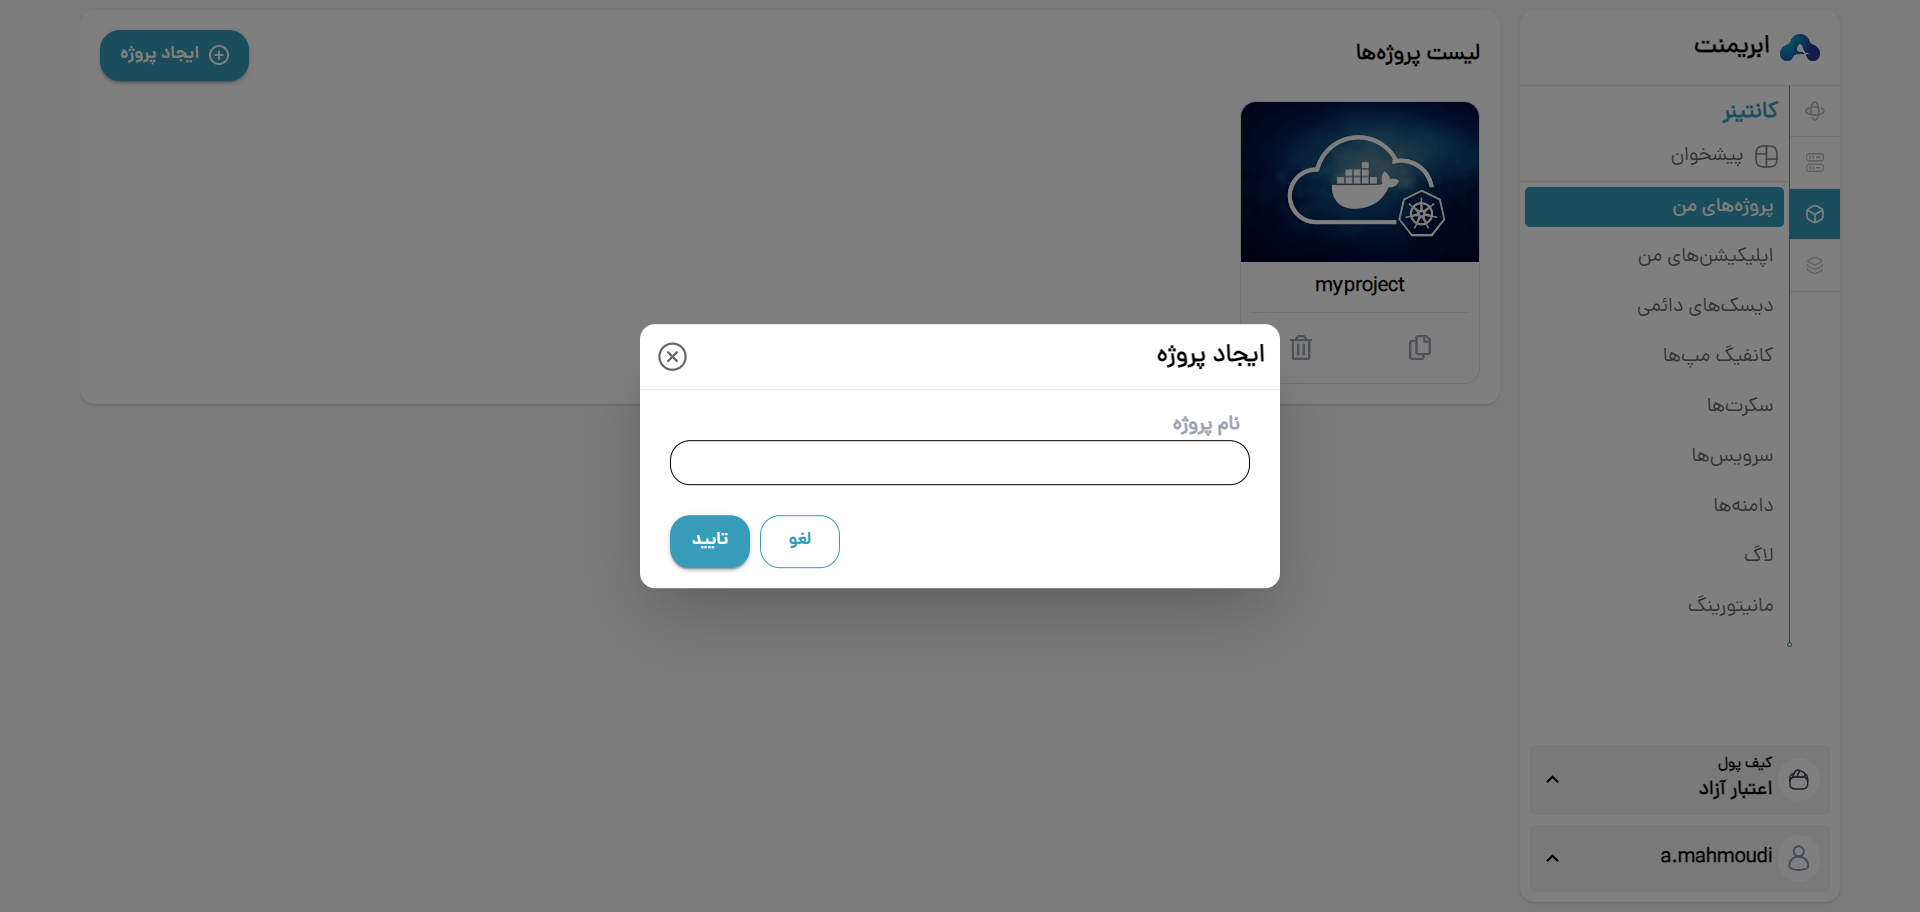 ابریمنت
کانتینر
پیشخوان
پروژه‌های من
اپلیکیشن‌های من
دیسک‌های دائمی
کانفیگ مپ‌ها
سکرت‌ها
سرویس‌ها
دامنه‌ها
لاگ
مانیتورینگ
کیف پول
اعتبار آزاد
a.mahmoudi
لیست پروژه‌ها
ایجاد پروژه
myproject
ایجاد پروژه
نام پروژه
لغو
تایید